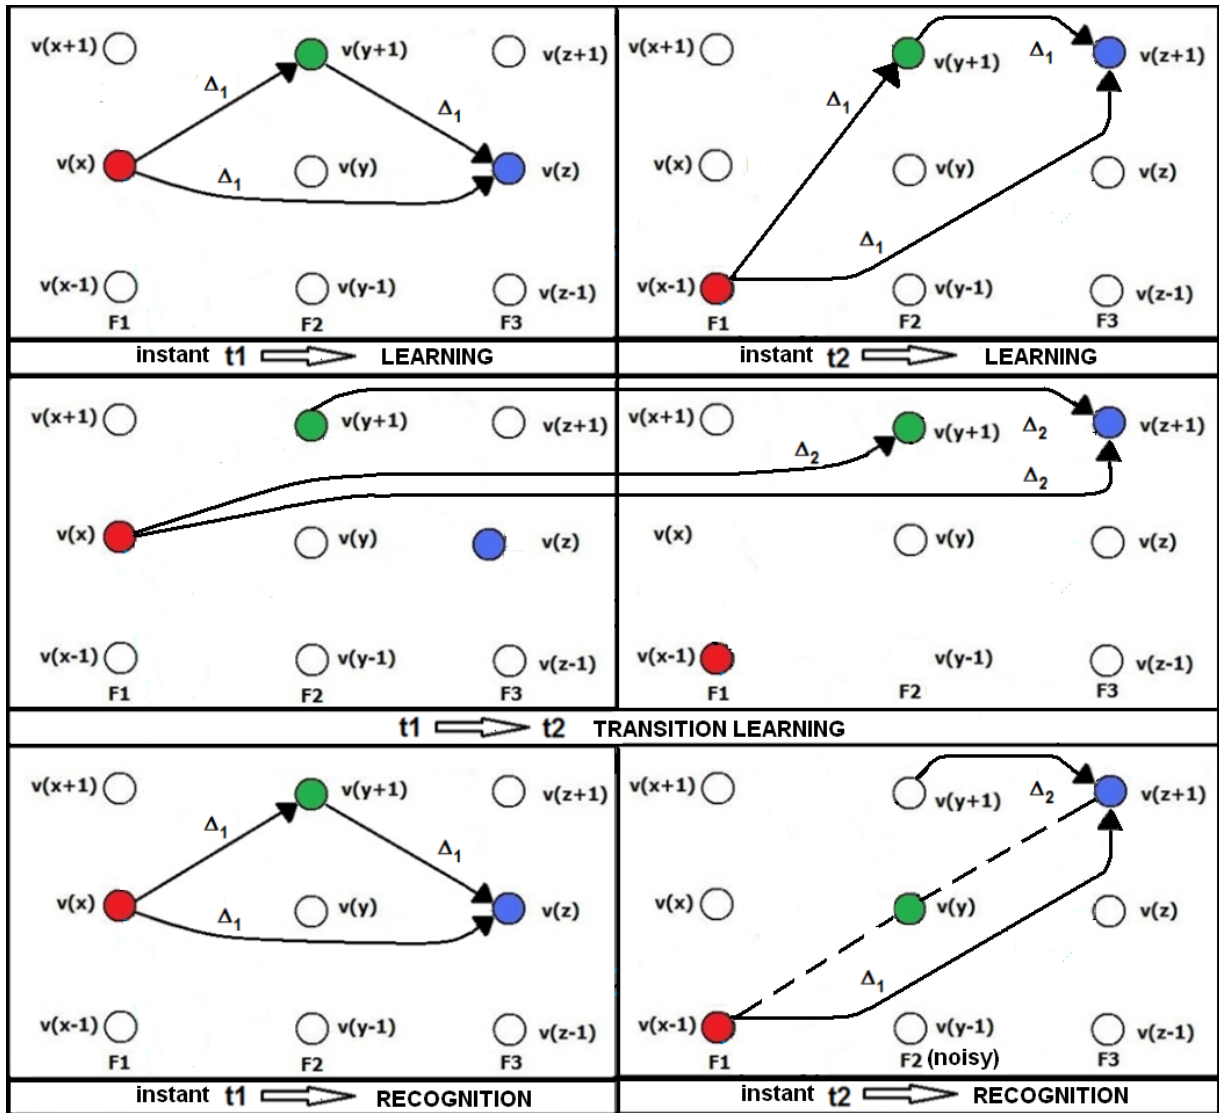 v(x+1) v(y+1) v(z+1)
Δ1 Δ1
v(x) Δ1 v(y) v(z)
v(x-1) v(y-1) v(z-1)
F1 F2 F3
instant t1 LEARNING
v(x+1) v(y+1) Δ1 v(z+1)
Δ1
v(x) v(y) v(z)
Δ1
v(x-1) v(y-1) v(z-1)
F1 F2 F3
instant t2 LEARNING
v(x+1) v(y+1) v(z+1)
v(x) v(y) v(z)
v(x-1) v(y-1) v(z-1)
F1 F2 F3
v(x+1) v(y+1) Δ2 v(z+1)
Δ2
Δ2
v(x) v(y) v(z)
v(x-1) v(y-1) v(z-1)
F1 F2 F3
t1 t2 TRANSITION LEARNING
v(x+1) v(y+1) v(z+1)
Δ1 Δ1
v(x) Δ1 v(y) v(z)
v(x-1) v(y-1) v(z-1)
F1 F2 F3
instant t1 RECOGNITION
v(x+1) v(y+1) Δ2 v(z+1)
v(x) v(y) v(z)
Δ1
v(x-1) v(y-1) v(z-1)
F1 F2 (noisy) F3
instant t2 RECOGNITION